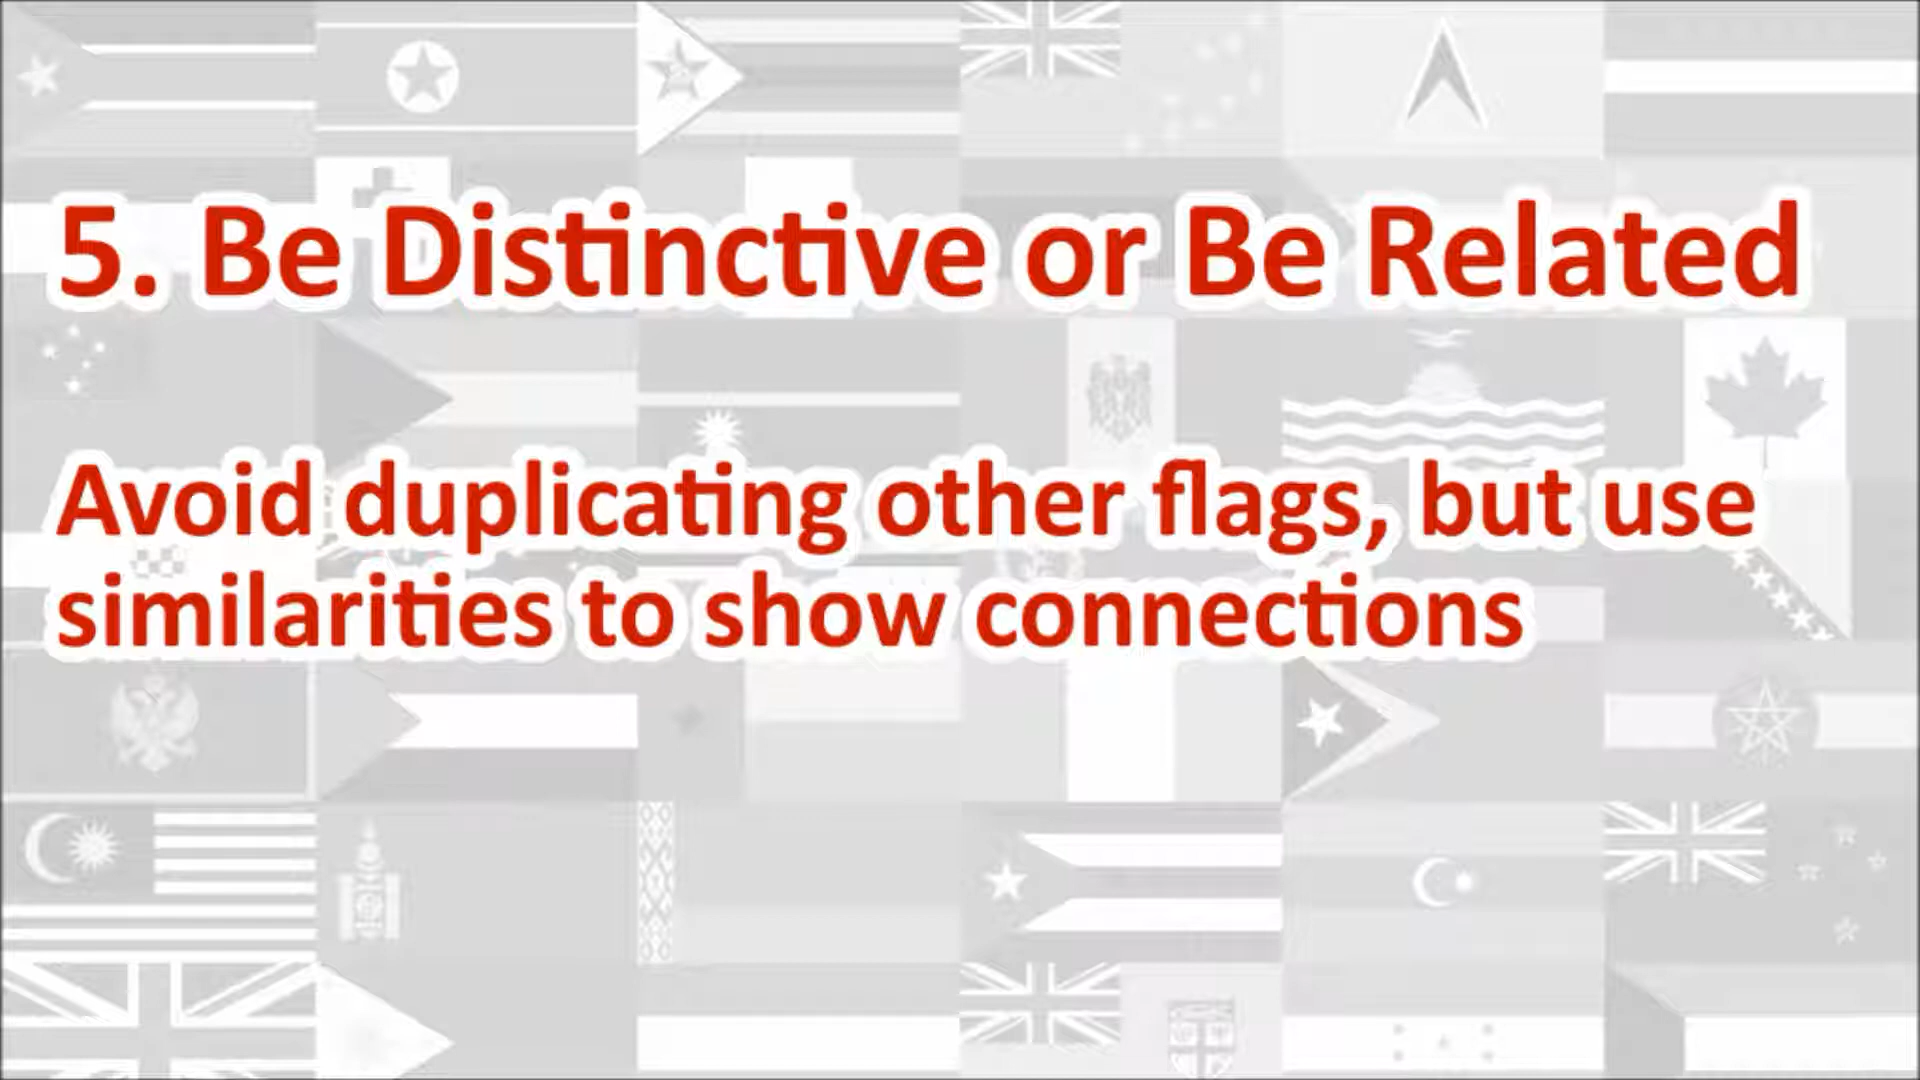 5. Be Distinctive or Be Related
Avoid duplicating other flags, but use
similarities to show connections